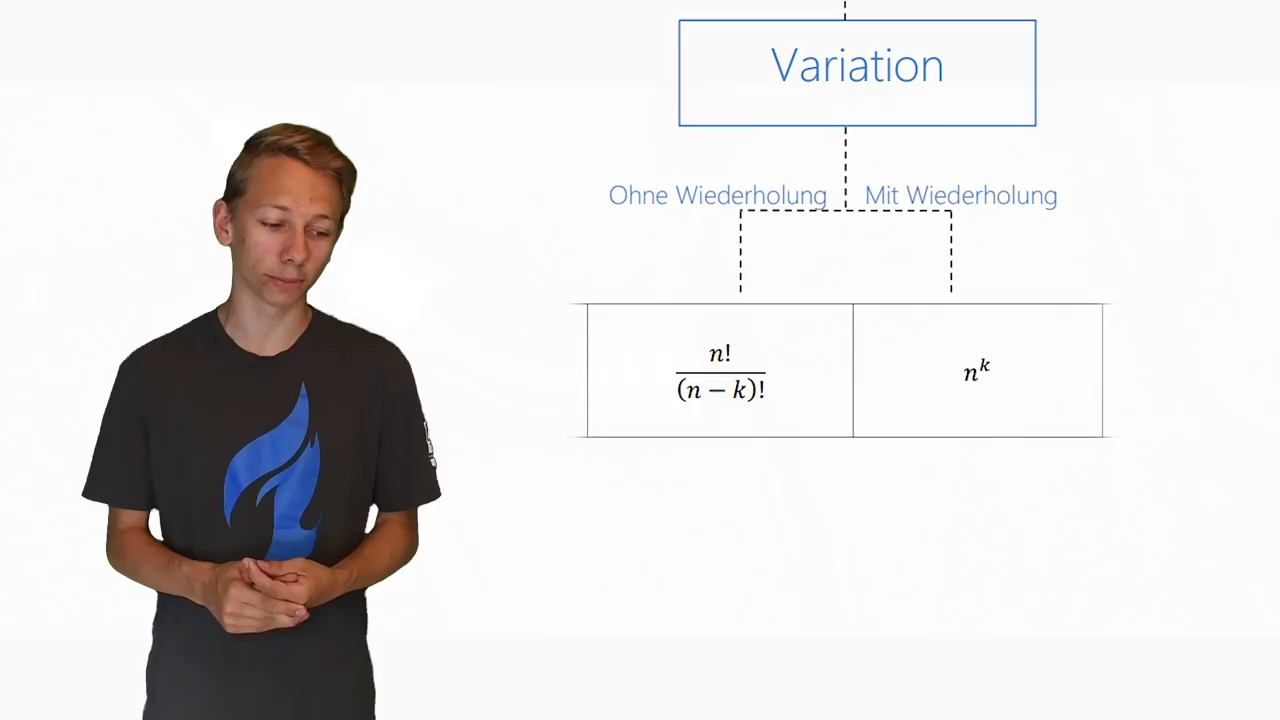 Variation
Ohne Wiederholung Mit Wiederholung
n!
(n − k)!
n^k